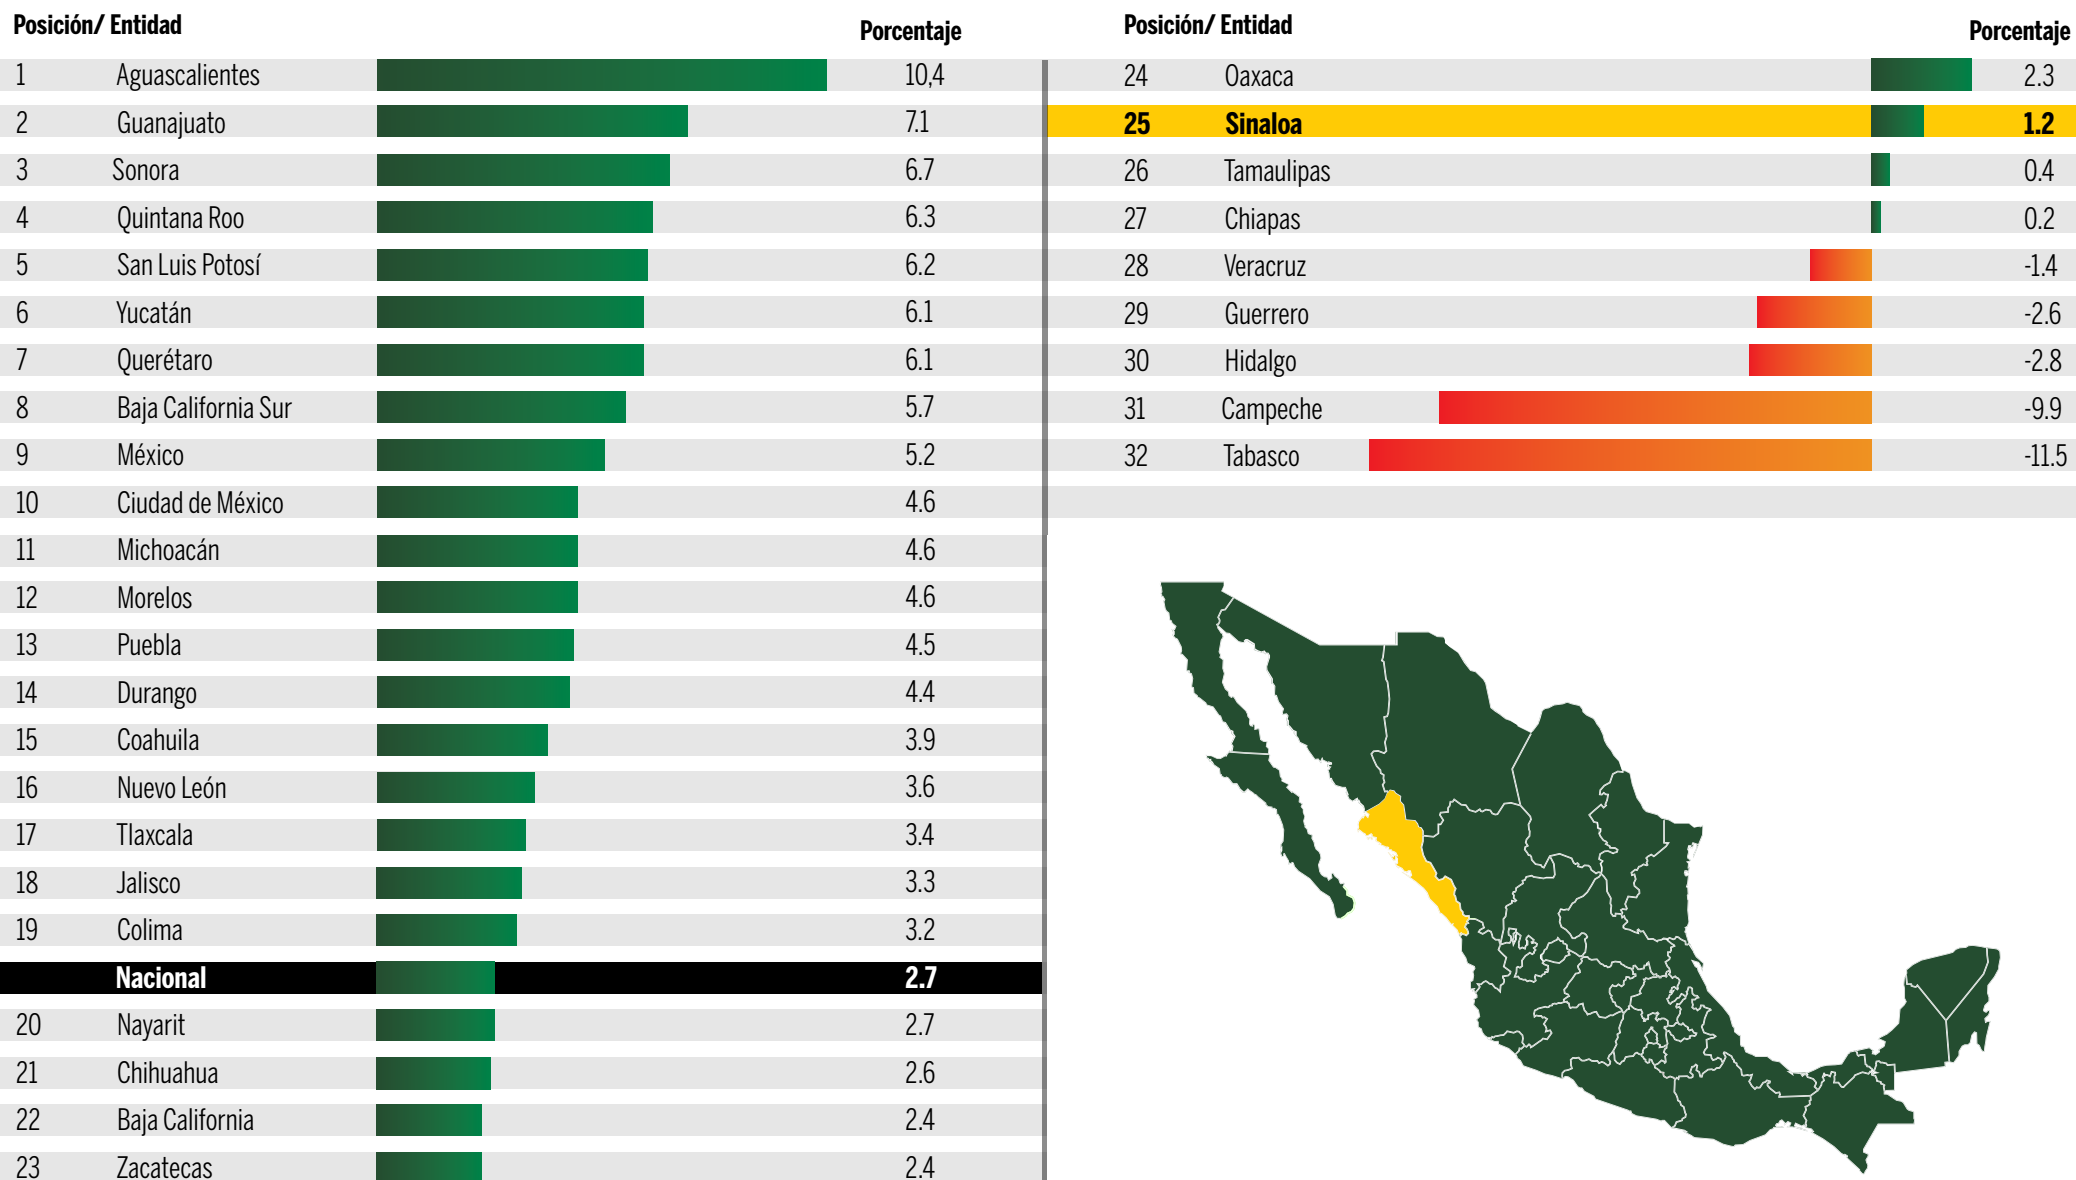 Posición/ Entidad Porcentaje
1 Aguascalientes 10,4
2 Guanajuato 7.1
3 Sonora 6.7
4 Quintana Roo 6.3
5 San Luis Potosí 6.2
6 Yucatán 6.1
7 Querétaro 6.1
8 Baja California Sur 5.7
9 México 5.2
10 Ciudad de México 4.6
11 Michoacán 4.6
12 Morelos 4.6
13 Puebla 4.5
14 Durango 4.4
15 Coahuila 3.9
16 Nuevo León 3.6
17 Tlaxcala 3.4
18 Jalisco 3.3
19 Colima 3.2
Nacional 2.7
20 Nayarit 2.7
21 Chihuahua 2.6
22 Baja California 2.4
23 Zacatecas 2.4
Posición/ Entidad Porcentaje
24 Oaxaca 2.3
25 Sinaloa 1.2
26 Tamaulipas 0.4
27 Chiapas 0.2
28 Veracruz -1.4
29 Guerrero -2.6
30 Hidalgo -2.8
31 Campeche -9.9
32 Tabasco -11.5